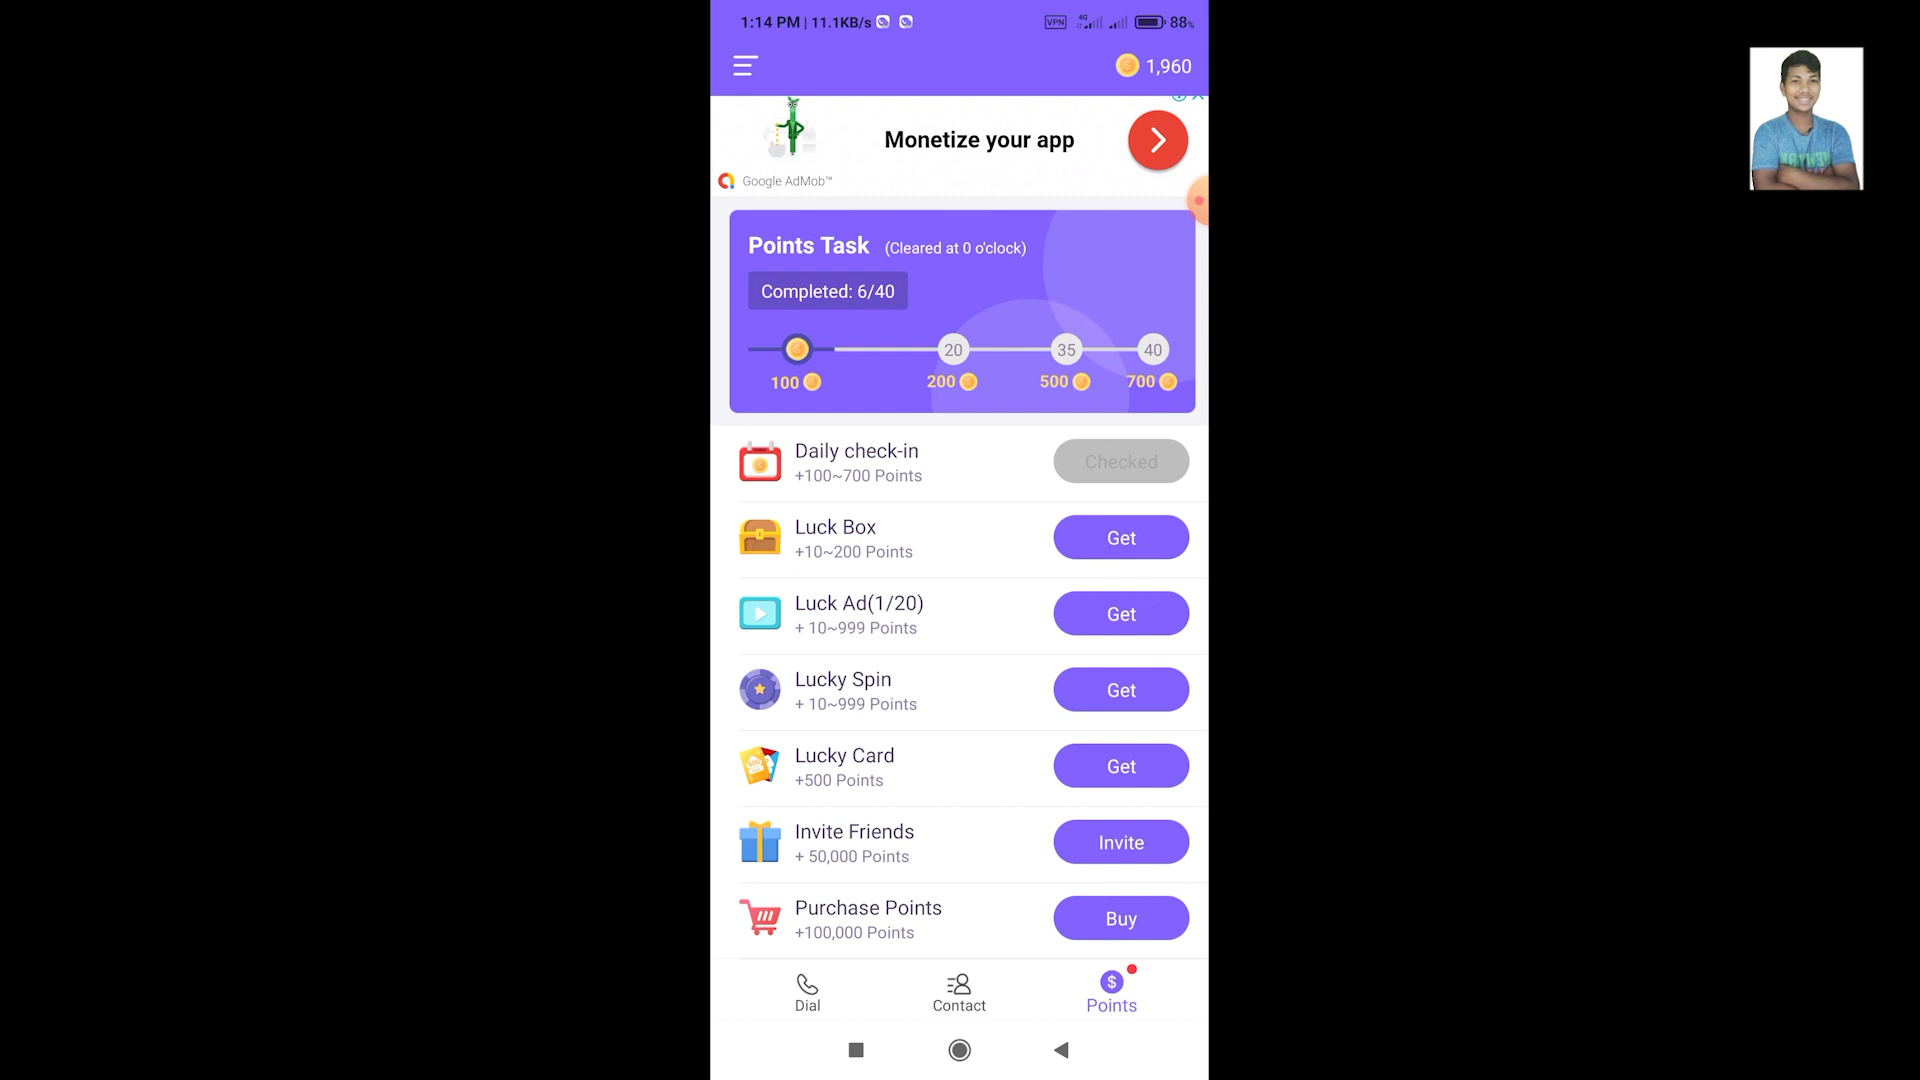 1:14 PM | 11.1KB/s VPN 4G 88%
1,960
Monetize your app
Google AdMob™
Points Task (Cleared at 0 o'clock)
Completed: 6/40
20 35 40
100 200 500 700
Daily check-in
+100~700 Points
Checked
Luck Box
+10~200 Points
Get
Luck Ad(1/20)
+ 10~999 Points
Get
Lucky Spin
+ 10~999 Points
Get
Lucky Card
+500 Points
Get
Invite Friends
+ 50,000 Points
Invite
Purchase Points
+100,000 Points
Buy
Dial Contact Points